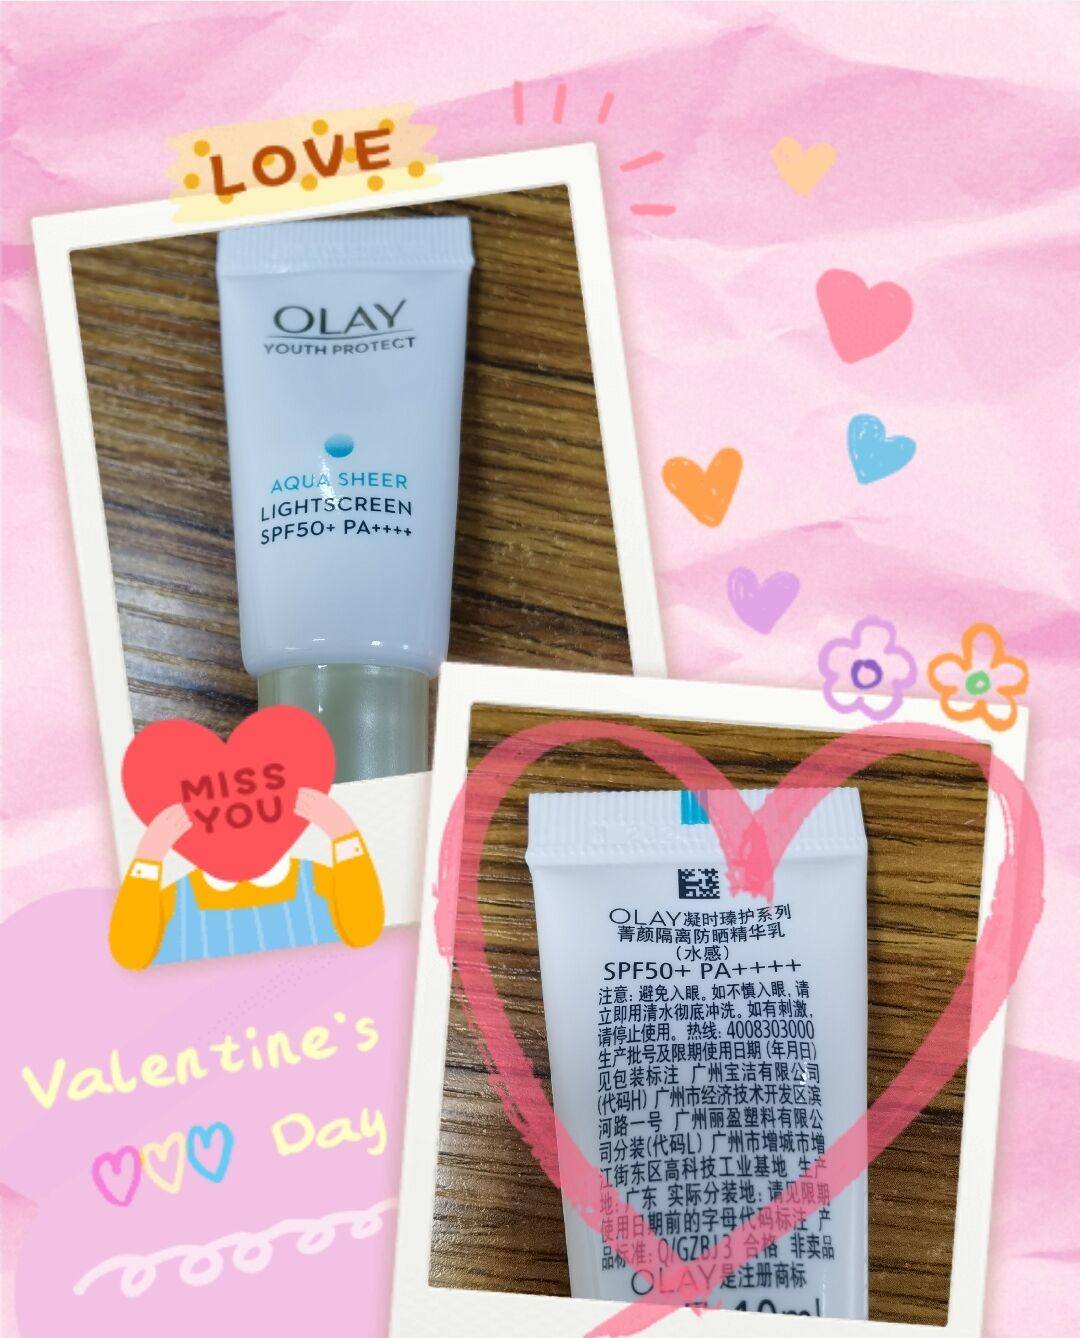 LOVE
OLAY
YOUTH PROTECT
AQUA SHEER
LIGHTSCREEN
SPF50+ PA++++
MISS
YOU
Valentine's
Day
OLAY凝时瑧护系列
菁颜隔离防晒精华乳
(水感)
SPF50+ PA++++
注意: 避免入眼。如不慎入眼, 请
立即用清水彻底冲洗。如有刺激,
请停止使用。 热线: 4008303000
生产批号及限期使用日期 (年月日)
见包装标注 广州宝洁有限公司
(代码H) 广州市经济技术开发区滨
河路一号 广州丽盈塑料有限公
司分装(代码L) 广州市增城市增
江街东区高科技工业基地 生产
地: 广东 实际分装地: 请见限期
使用日期前的字母代码标注 产
品标准: Q/GZBJ 3 合格 非卖品
OLAY是注册商标
10ml